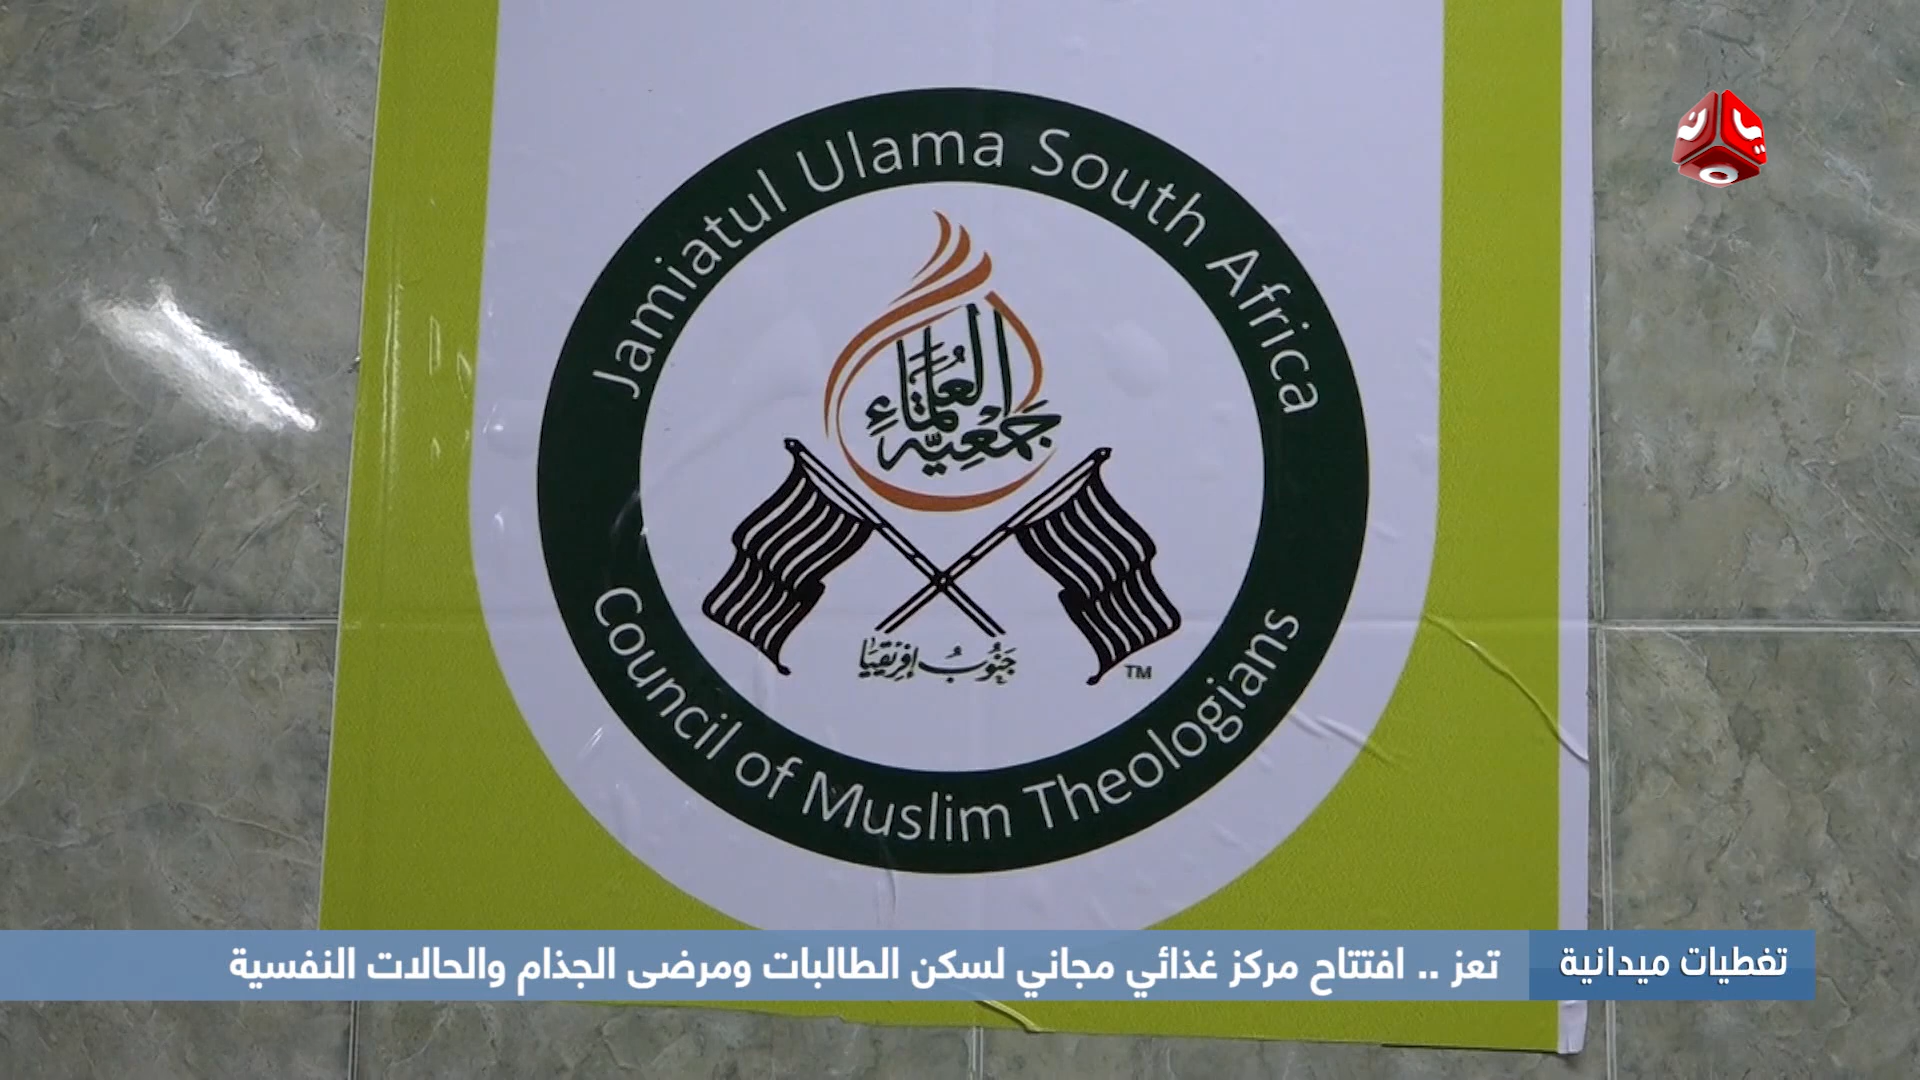 يمن
Jamiatul Ulama South Africa
جمعية العلماء
جنوب إفريقيا
TM
Council of Muslim Theologians
تغطيات ميدانية
تعز .. افتتاح مركز غذائي مجاني لسكن الطالبات ومرضى الجذام والحالات النفسية